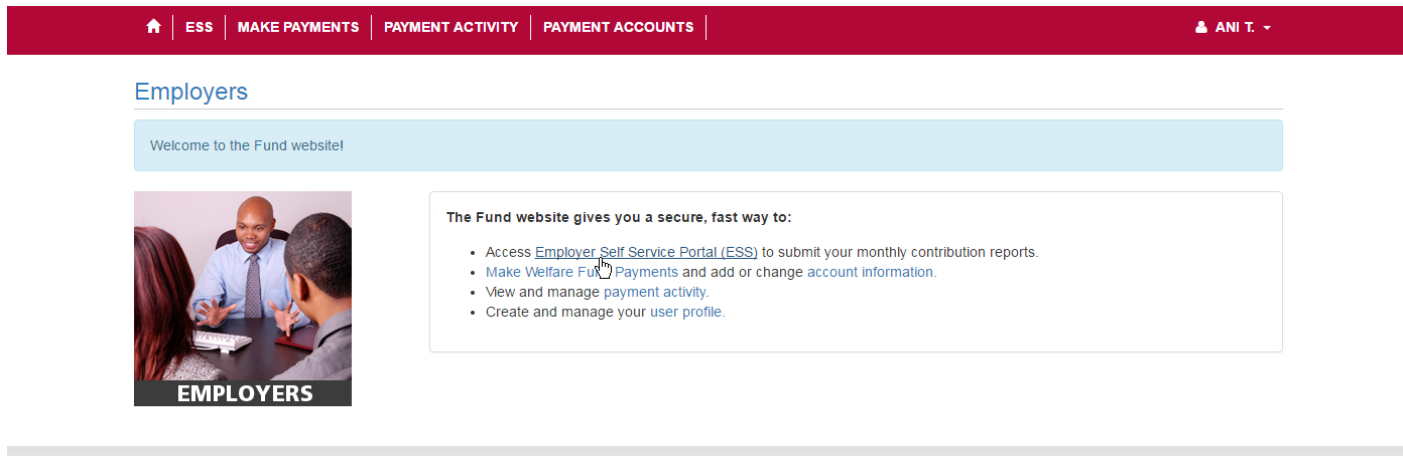 ESS MAKE PAYMENTS PAYMENT ACTIVITY PAYMENT ACCOUNTS ANI T.
Employers
Welcome to the Fund website!
The Fund website gives you a secure, fast way to:
• Access Employer Self Service Portal (ESS) to submit your monthly contribution reports.
• Make Welfare Fund Payments and add or change account information.
• View and manage payment activity.
• Create and manage your user profile.
EMPLOYERS